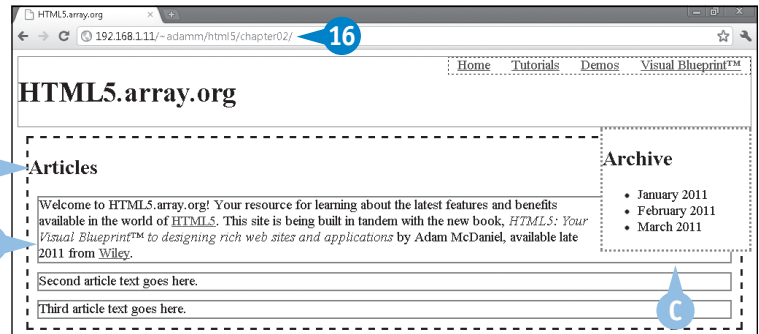 HTML5.array.org
192.168.1.11/~adamm/html5/chapter02/
16
Home Tutorials Demos Visual Blueprint™
HTML5.array.org
Articles
Welcome to HTML5.array.org! Your resource for learning about the latest features and benefits
available in the world of HTML5. This site is being built in tandem with the new book, HTML5: Your
Visual Blueprint™ to designing rich web sites and applications by Adam McDaniel, available late
2011 from Wiley.
Second article text goes here.
Third article text goes here.
Archive
• January 2011
• February 2011
• March 2011
C